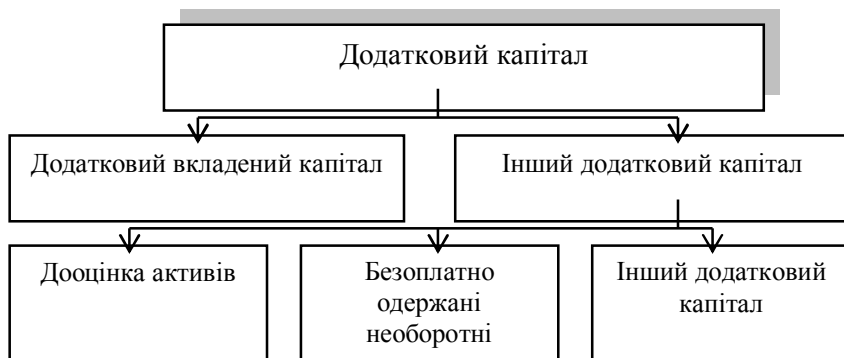 Додатковий капітал
Додатковий вкладений капітал
Інший додатковий капітал
Дооцінка активів
Безоплатно
одержані
необоротні
Інший додатковий
капітал